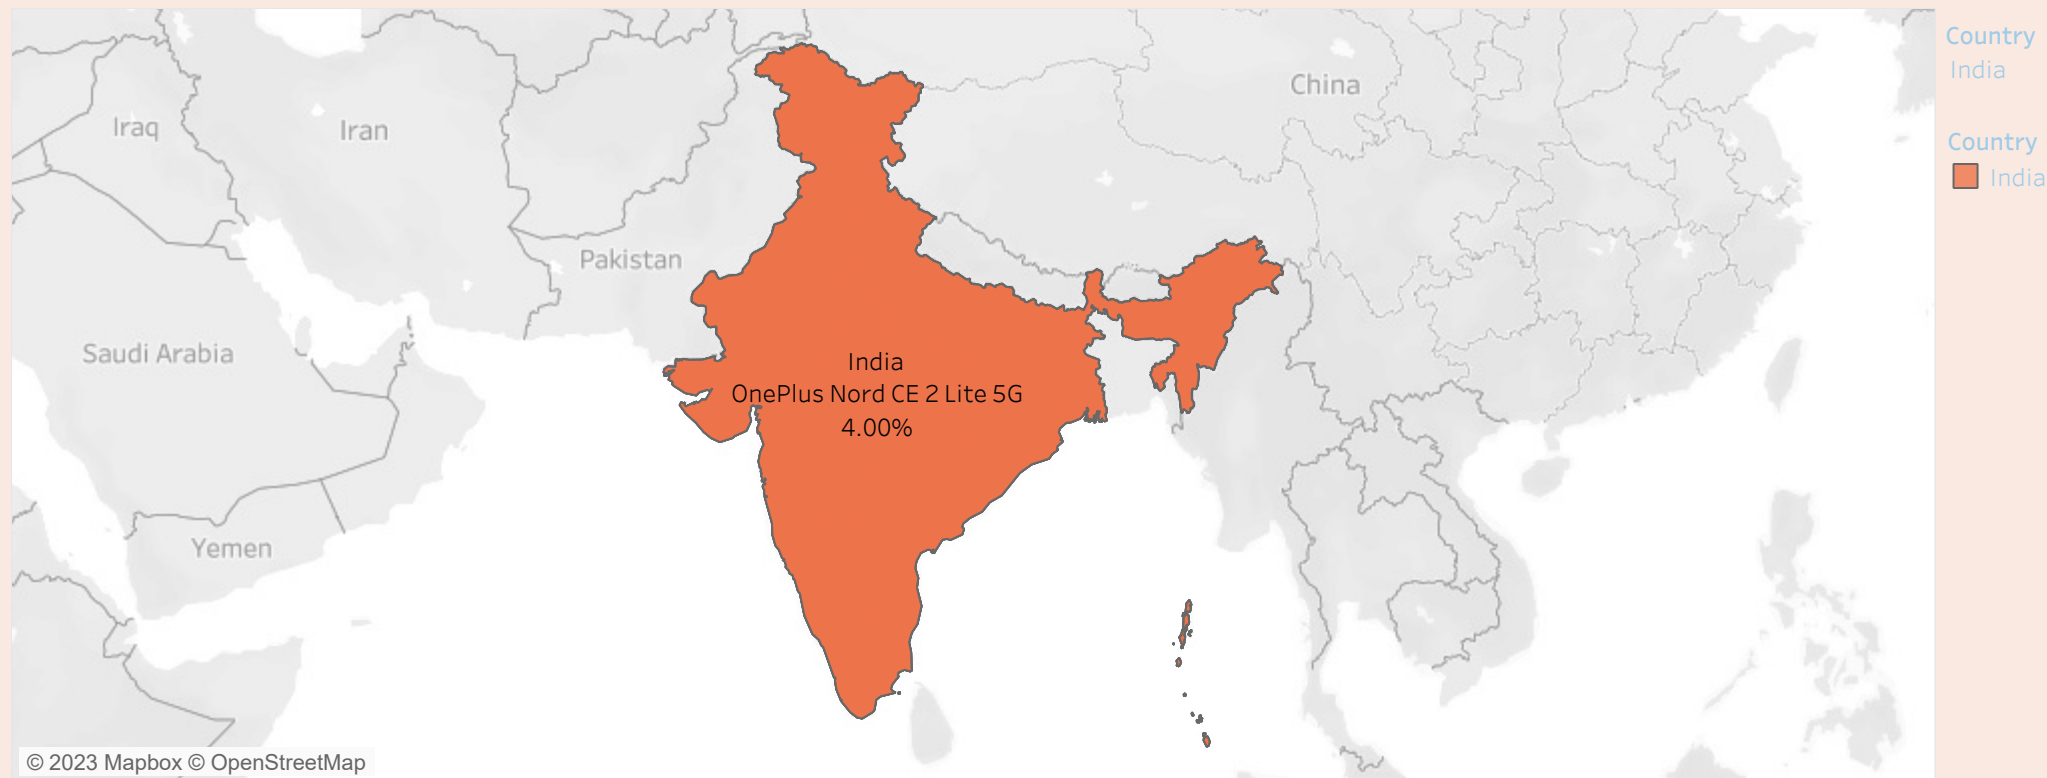 Country
India
Country
India
China
Iraq
Iran
Pakistan
Saudi Arabia
India
OnePlus Nord CE 2 Lite 5G
4.00%
Yemen
© 2023 Mapbox © OpenStreetMap